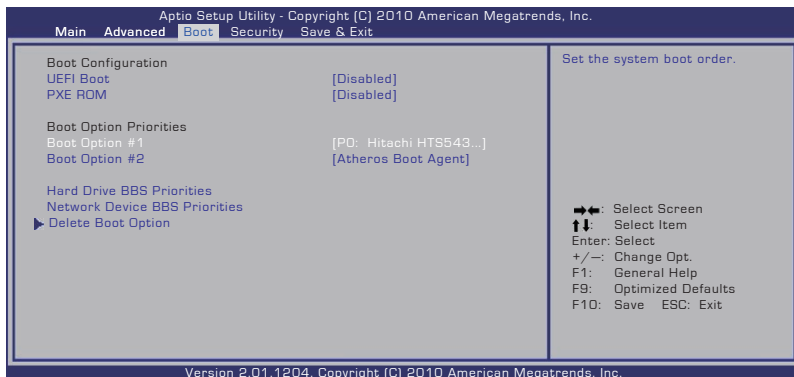 Aptio Setup Utility - Copyright (C) 2010 American Megatrends, Inc.
Main Advanced Boot Security Save & Exit
Boot Configuration
UEFI Boot [Disabled]
PXE ROM [Disabled]
Boot Option Priorities
Boot Option #1 [P0: Hitachi HTS543...]
Boot Option #2 [Atheros Boot Agent]
Hard Drive BBS Priorities
Network Device BBS Priorities
Delete Boot Option
Set the system boot order.
→←: Select Screen
↑↓: Select Item
Enter: Select
+/—: Change Opt.
F1: General Help
F9: Optimized Defaults
F10: Save ESC: Exit
Version 2.01.1204. Copyright (C) 2010 American Megatrends, Inc.